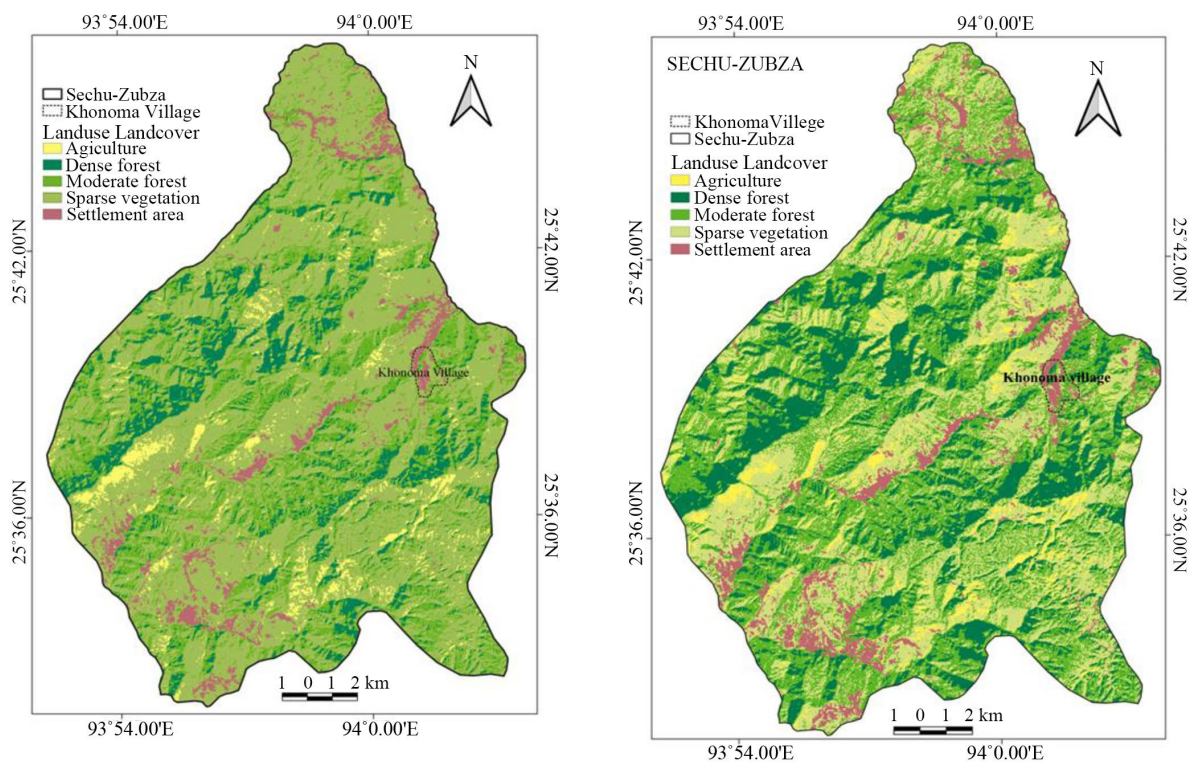 93°54.00'E 94°0.00'E
N
Sechu-Zubza
Khonoma Village
Landuse Landcover
Agiculture
Dense forest
Moderate forest
Sparse vegetation
Settlement area
25°42.00'N
25°42.00'N
Khonoma Village
25°36.00'N
25°36.00'N
1 0 1 2 km
93°54.00'E 94°0.00'E
93°54.00'E 94°0.00'E
SECHU-ZUBZA
N
KhonomaVillege
Sechu-Zubza
Landuse Landcover
Agriculture
Dense forest
Moderate forest
Sparse vegetation
Settlement area
25°42.00'N
25°42.00'N
Khonoma village
25°36.00'N
25°36.00'N
1 0 1 2 km
93°54.00'E 94°0.00'E